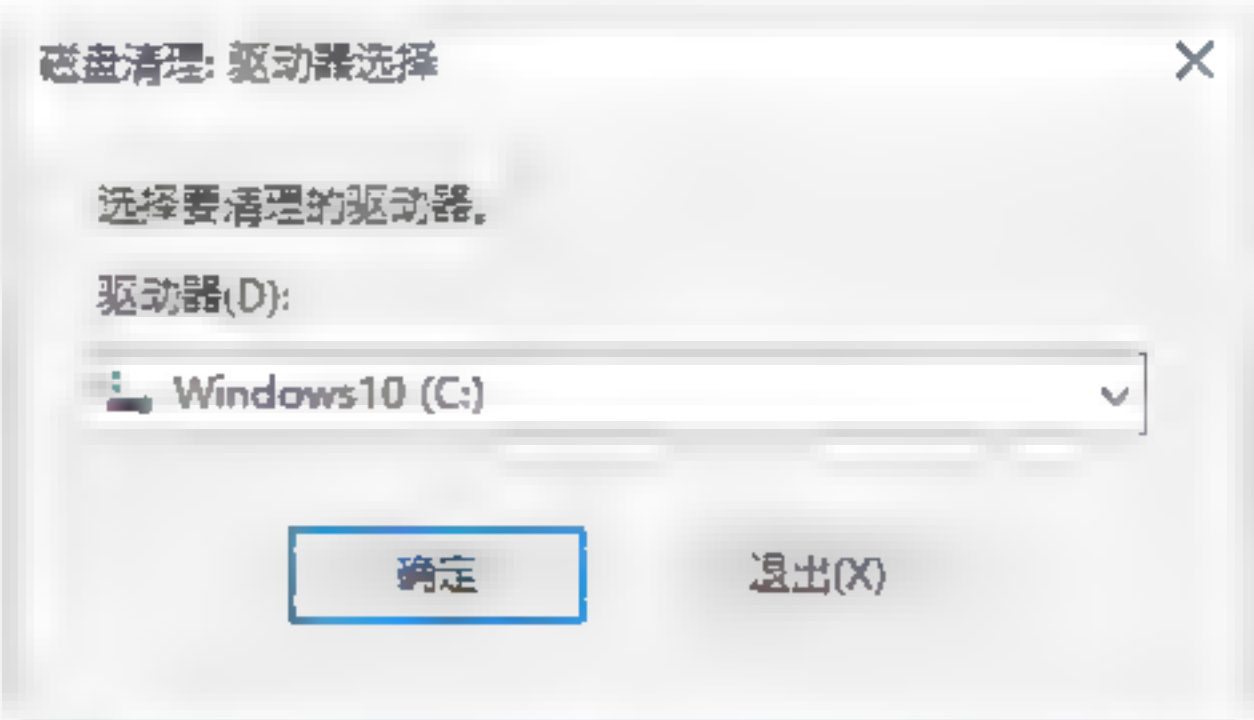 磁盘清理: 驱动器选择
选择要清理的驱动器。
驱动器(D):
Windows10 (C:)
确定
退出(X)